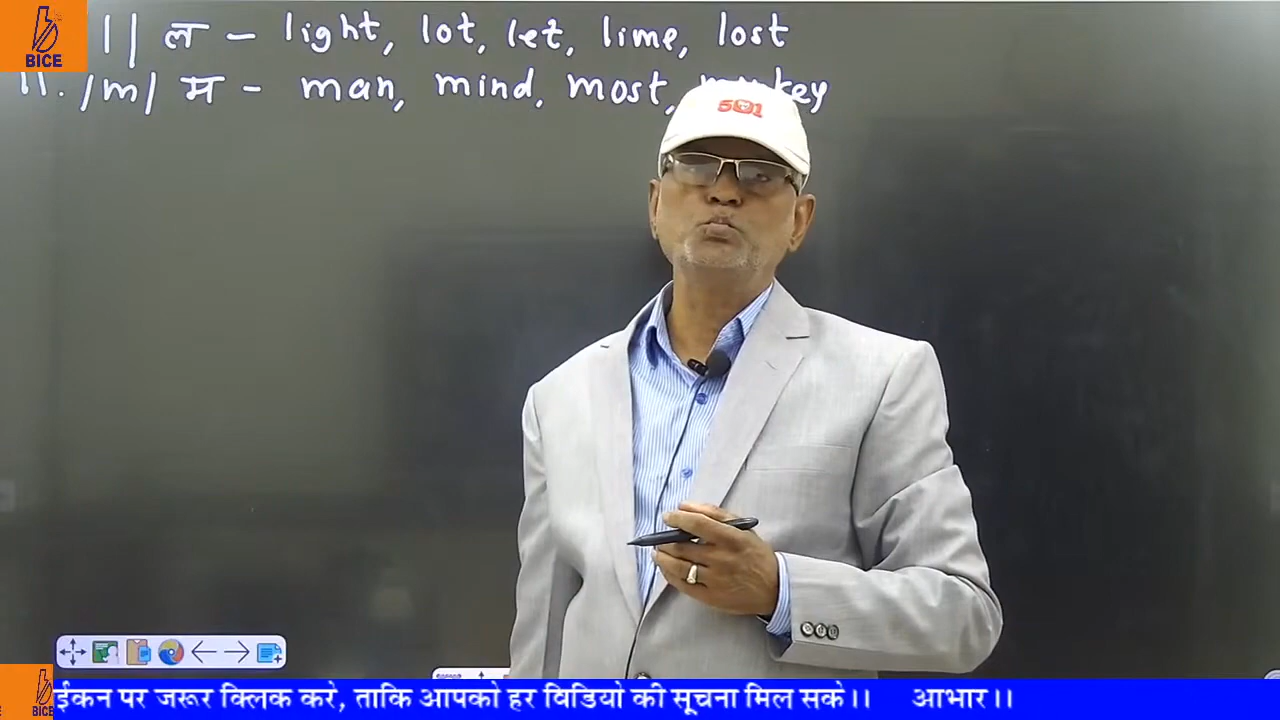 BICE
|| ल – light, lot, let, lime, lost
11. /m/ म – man, mind, most,
501
BICE
ईकन पर जरूर क्लिक करे, ताकि आपको हर विडियो की सूचना मिल सके।। आभार।।